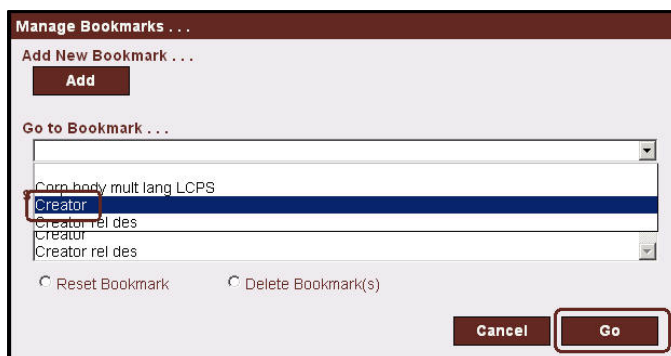 Manage Bookmarks . . .
Add New Bookmark . . .
Add
Go to Bookmark . . .
Corp body mult lang LCPS
Creator
Creator rel des
Creator
Creator rel des
Reset Bookmark
Delete Bookmark(s)
Cancel
Go